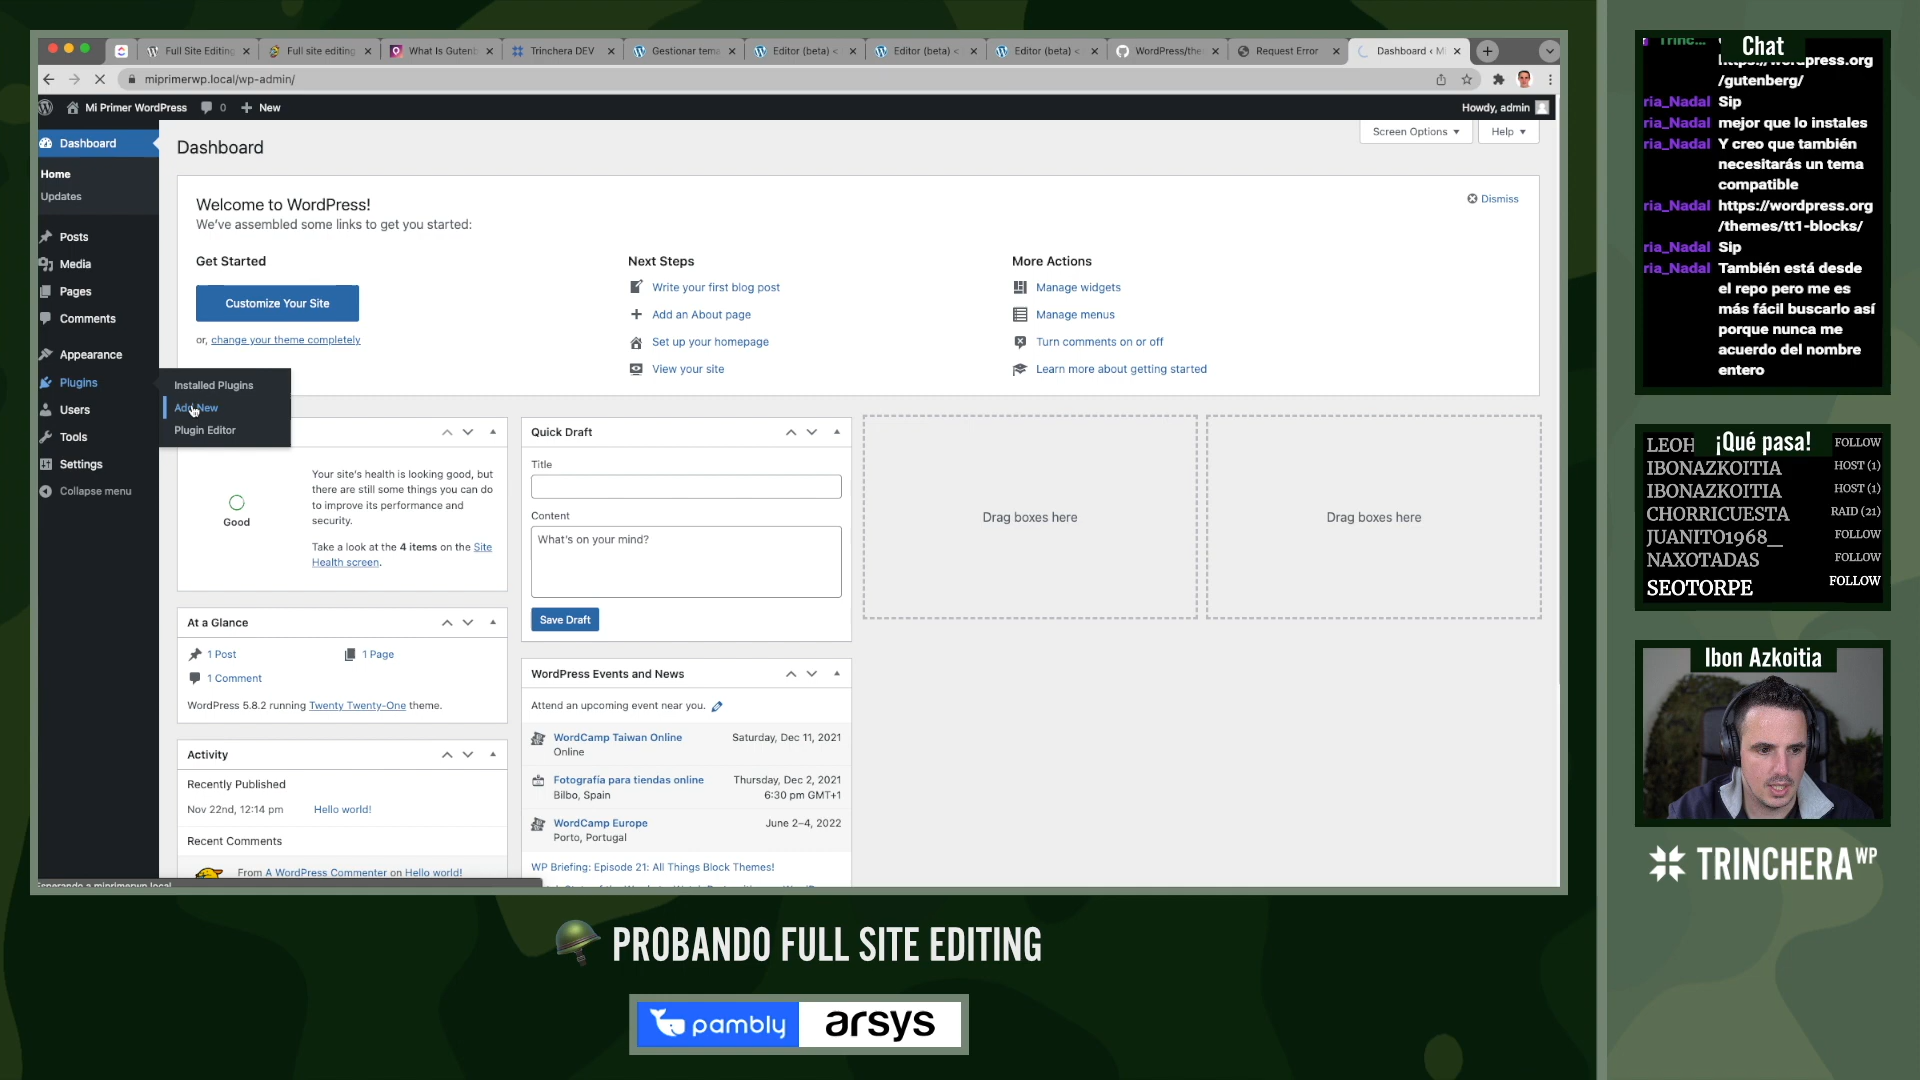 Full Site Editing
Full site editing
What Is Gutenb
Trinchera DEV
Gestionar tema
Editor (beta) <
Editor (beta) <
Editor (beta) <
WordPress/the
Request Error
Dashboard ‹ Mi
miprimerwp.local/wp-admin/
Mi Primer WordPress
0
New
Howdy, admin
Dashboard
Home
Updates
Posts
Media
Pages
Comments
Appearance
Plugins
Users
Tools
Settings
Collapse menu
Installed Plugins
Add New
Plugin Editor
Dashboard
Screen Options
Help
Welcome to WordPress!
We've assembled some links to get you started:
Dismiss
Get Started
Customize Your Site
or, change your theme completely
Next Steps
Write your first blog post
Add an About page
Set up your homepage
View your site
More Actions
Manage widgets
Manage menus
Turn comments on or off
Learn more about getting started
Good
Your site's health is looking good, but
there are still some things you can do
to improve its performance and
security.
Take a look at the 4 items on the Site
Health screen.
At a Glance
1 Post
1 Page
1 Comment
WordPress 5.8.2 running Twenty Twenty-One theme.
Activity
Recently Published
Nov 22nd, 12:14 pm
Hello world!
Recent Comments
From A WordPress Commenter on Hello world!
Quick Draft
Title
Content
What's on your mind?
Save Draft
WordPress Events and News
Attend an upcoming event near you.
WordCamp Taiwan Online
Saturday, Dec 11, 2021
Online
Fotografía para tiendas online
Thursday, Dec 2, 2021
Bilbo, Spain
6:30 pm GMT+1
WordCamp Europe
June 2–4, 2022
Porto, Portugal
WP Briefing: Episode 21: All Things Block Themes!
Drag boxes here
Drag boxes here
Esperando a miprimerwp.local
PROBANDO FULL SITE EDITING
pambly
arsys
Chat
Trinc...
https://wordpress.org
/gutenberg/
ria_Nadal Sip
ria_Nadal mejor que lo instales
ria_Nadal Y creo que también
necesitarás un tema
compatible
ria_Nadal https://wordpress.org
/themes/tt1-blocks/
ria_Nadal Sip
ria_Nadal También está desde
el repo pero me es
más fácil buscarlo así
porque nunca me
acuerdo del nombre
entero
¡Qué pasa!
LEOH
FOLLOW
IBONAZKOITIA HOST (1)
IBONAZKOITIA HOST (1)
CHORRICUESTA RAID (21)
JUANITO1968_ FOLLOW
NAXOTADAS FOLLOW
SEOTORPE FOLLOW
Ibon Azkoitia
TRINCHERA WP